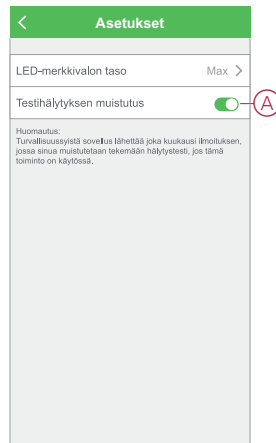 Asetukset
LED-merkkivalon taso Max
Testihälytyksen muistutus
A
Huomautus:
Turvallisuussyistä sovellus lähettää joka kuukausi ilmoituksen,
jossa sinua muistutetaan tekemään hälytystesti, jos tämä
toiminto on käytössä.